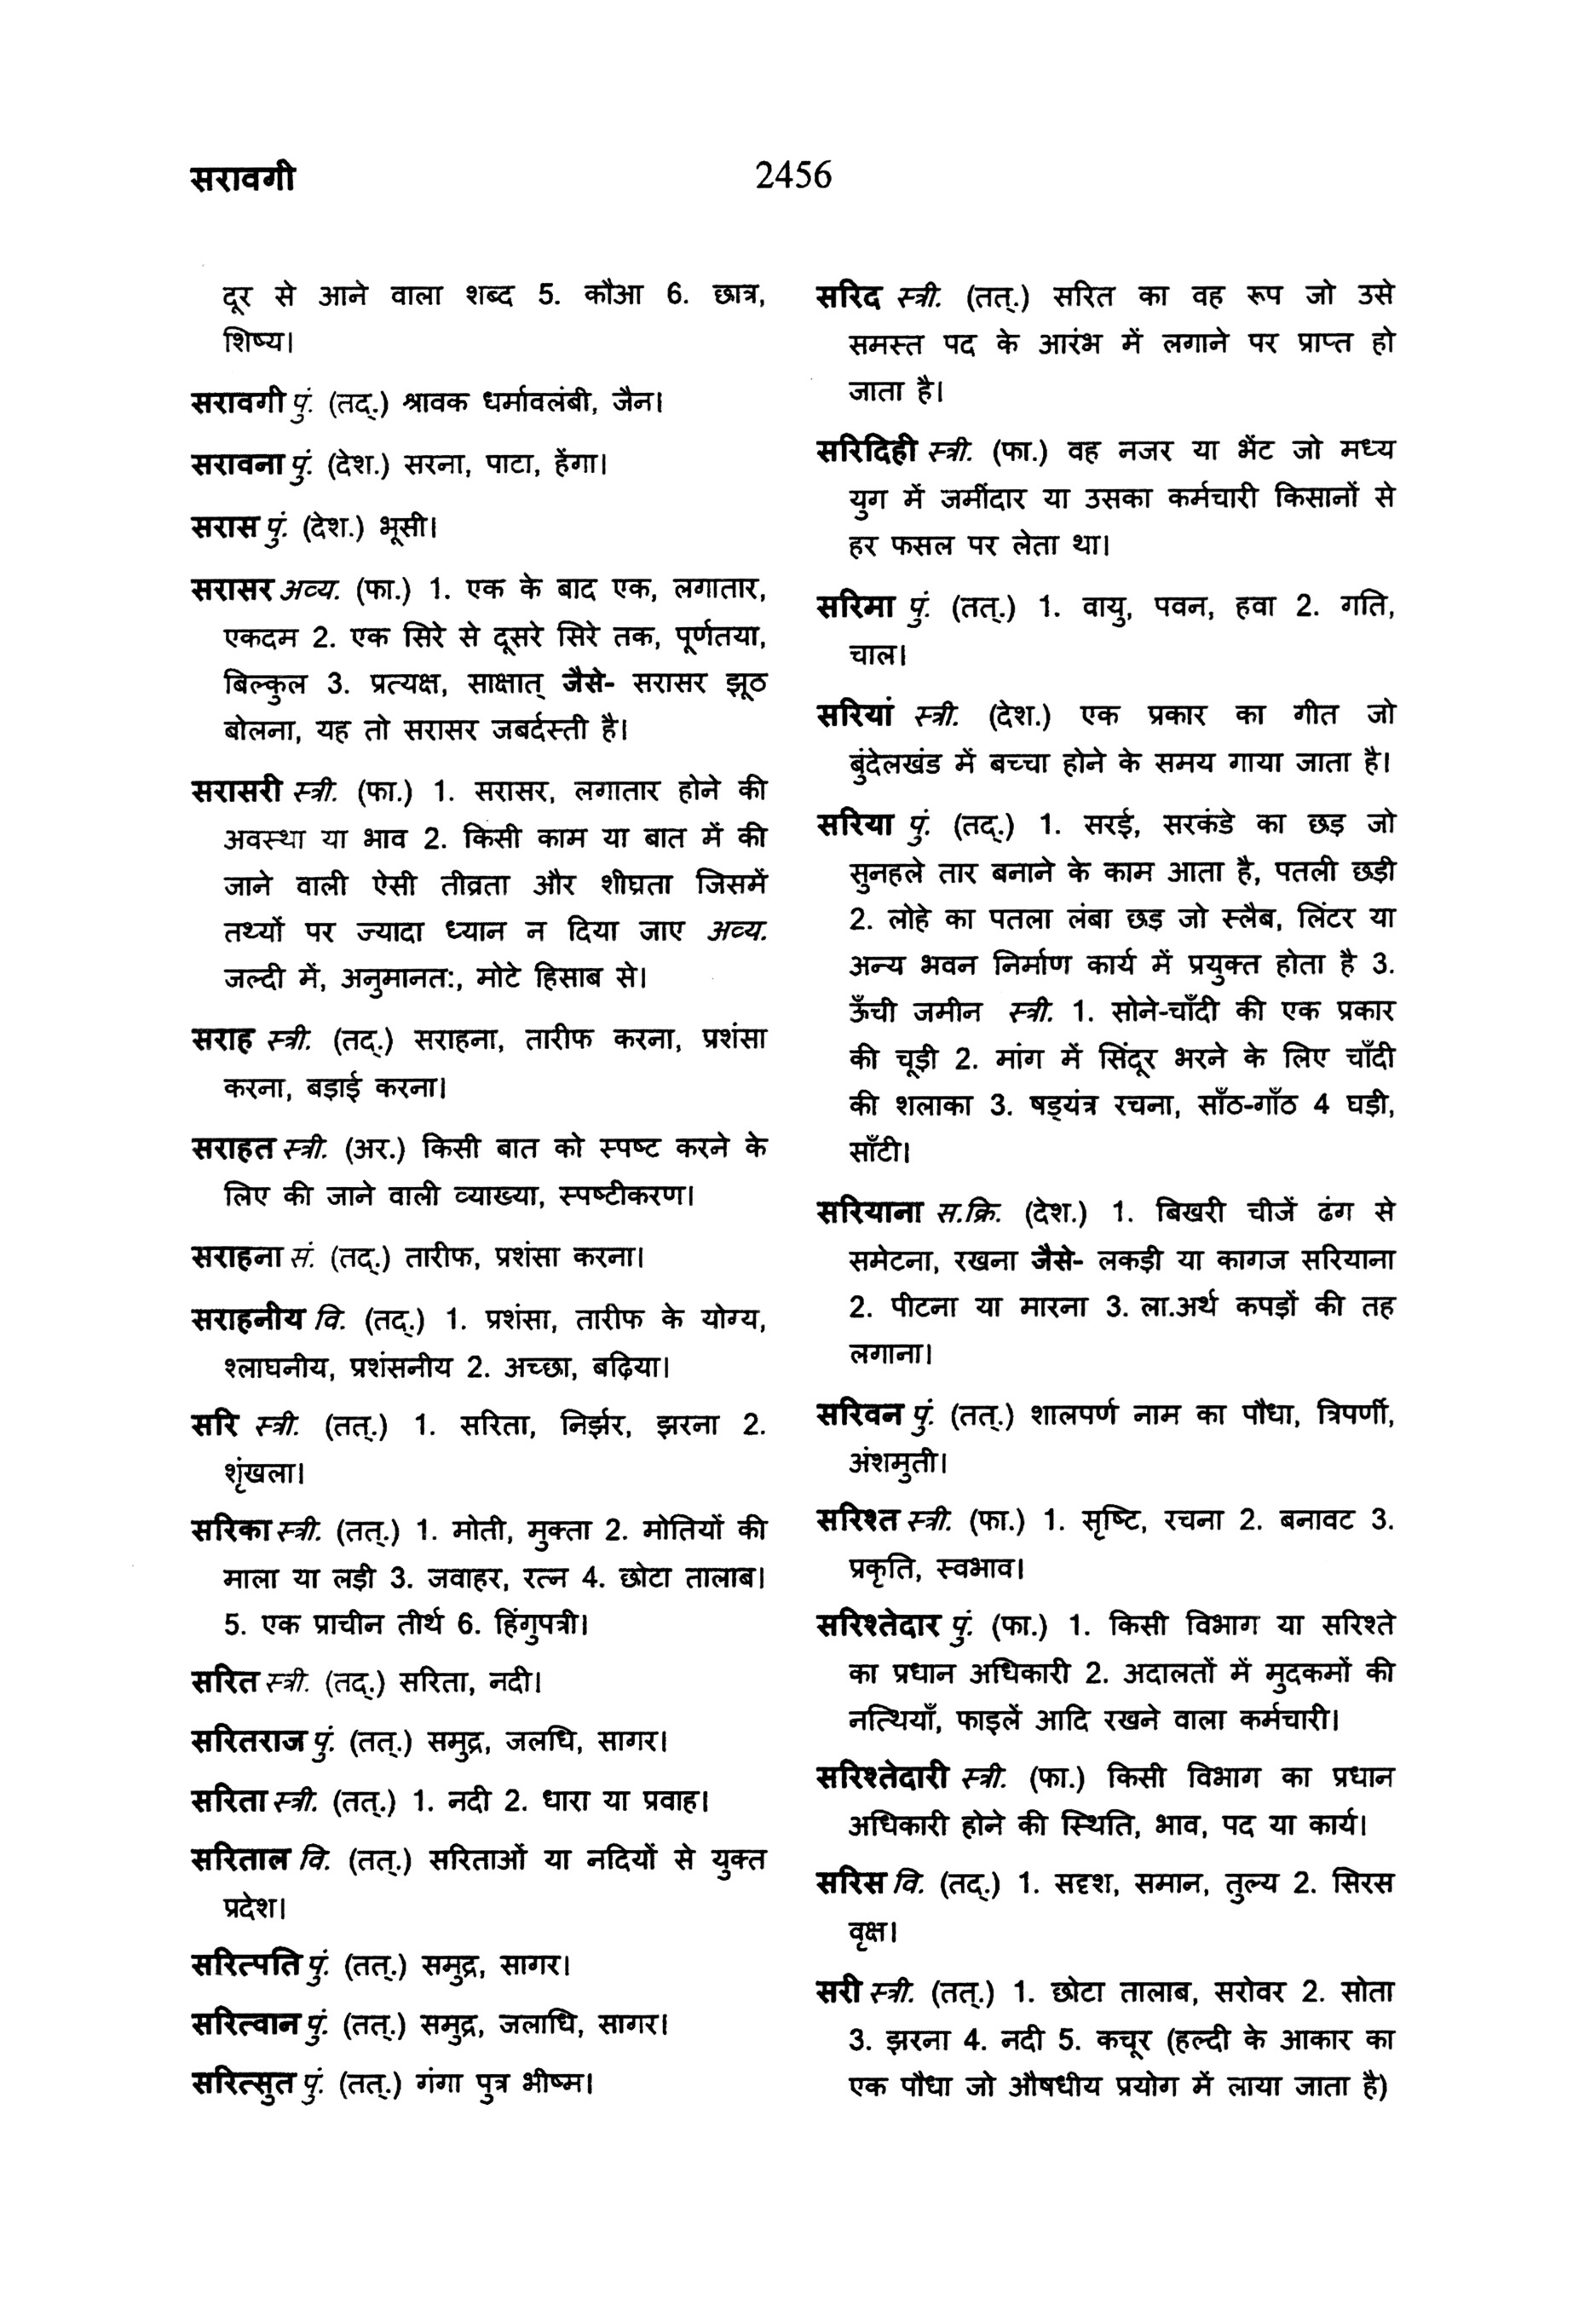 सरावगी
2456
दूर से आने वाला शब्द 5. कौआ 6. छात्र,
शिष्य।
सरावगी पुं. (तद्.) श्रावक धर्मावलंबी, जैन।
सरावना पुं. (देश.) सरना, पाटा, हेंगा।
सरास पुं. (देश.) भूसी।
सरासर अव्य. (फा.) 1. एक के बाद एक, लगातार,
एकदम 2. एक सिरे से दूसरे सिरे तक, पूर्णतया,
बिल्कुल 3. प्रत्यक्ष, साक्षात् जैसे- सरासर झूठ
बोलना, यह तो सरासर जबर्दस्ती है।
सरासरी स्त्री. (फा.) 1. सरासर, लगातार होने की
अवस्था या भाव 2. किसी काम या बात में की
जाने वाली ऐसी तीव्रता और शीघ्रता जिसमें
तथ्यों पर ज्यादा ध्यान न दिया जाए अव्य.
जल्दी में, अनुमानत:, मोटे हिसाब से।
सराह स्त्री. (तद्.) सराहना, तारीफ करना, प्रशंसा
करना, बड़ाई करना।
सराहत स्त्री. (अर.) किसी बात को स्पष्ट करने के
लिए की जाने वाली व्याख्या, स्पष्टीकरण।
सराहना सं. (तद्.) तारीफ, प्रशंसा करना।
सराहनीय वि. (तद्.) 1. प्रशंसा, तारीफ के योग्य,
श्लाघनीय, प्रशंसनीय 2. अच्छा, बढ़िया।
सरि स्त्री. (तत्.) 1. सरिता, निर्झर, झरना 2.
शृंखला।
सरिका स्त्री. (तत्.) 1. मोती, मुक्ता 2. मोतियों की
माला या लड़ी 3. जवाहर, रत्न 4. छोटा तालाब।
5. एक प्राचीन तीर्थ 6. हिंगुपत्री।
सरित स्त्री. (तद्.) सरिता, नदी।
सरितराज पुं. (तत्.) समुद्र, जलधि, सागर।
सरिता स्त्री. (तत्.) 1. नदी 2. धारा या प्रवाह।
सरिताल वि. (तत्.) सरिताओं या नदियों से युक्त
प्रदेश।
सरित्पति पुं. (तत्.) समुद्र, सागर।
सरित्वान पुं. (तत्.) समुद्र, जलाधि, सागर।
सरित्सुत पुं. (तत्.) गंगा पुत्र भीष्म।
सरिद स्त्री. (तत्.) सरित का वह रूप जो उसे
समस्त पद के आरंभ में लगाने पर प्राप्त हो
जाता है।
सरिदिही स्त्री. (फा.) वह नजर या भेंट जो मध्य
युग में जमींदार या उसका कर्मचारी किसानों से
हर फसल पर लेता था।
सरिमा पुं. (तत्.) 1. वायु, पवन, हवा 2. गति,
चाल।
सरियां स्त्री. (देश.) एक प्रकार का गीत जो
बुंदेलखंड में बच्चा होने के समय गाया जाता है।
सरिया पुं. (तद्.) 1. सरई, सरकंडे का छड़ जो
सुनहले तार बनाने के काम आता है, पतली छड़ी
2. लोहे का पतला लंबा छड़ जो स्लैब, लिंटर या
अन्य भवन निर्माण कार्य में प्रयुक्त होता है 3.
ऊँची जमीन स्त्री. 1. सोने-चाँदी की एक प्रकार
की चूड़ी 2. मांग में सिंदूर भरने के लिए चाँदी
की शलाका 3. षड्यंत्र रचना, साँठ-गाँठ 4 घड़ी,
साँटी।
सरियाना स.क्रि. (देश.) 1. बिखरी चीजें ढंग से
समेटना, रखना जैसे- लकड़ी या कागज सरियाना
2. पीटना या मारना 3. ला.अर्थ कपड़ों की तह
लगाना।
सरिवन पुं. (तत्.) शालपर्ण नाम का पौधा, त्रिपर्णी,
अंशमुती।
सरिश्त स्त्री. (फा.) 1. सृष्टि, रचना 2. बनावट 3.
प्रकृति, स्वभाव।
सरिश्तेदार पुं. (फा.) 1. किसी विभाग या सरिश्ते
का प्रधान अधिकारी 2. अदालतों में मुदकमों की
नत्थियाँ, फाइलें आदि रखने वाला कर्मचारी।
सरिश्तेदारी स्त्री. (फा.) किसी विभाग का प्रधान
अधिकारी होने की स्थिति, भाव, पद या कार्य।
सरिस वि. (तद्.) 1. सदृश, समान, तुल्य 2. सिरस
वृक्ष।
सरी स्त्री. (तत्.) 1. छोटा तालाब, सरोवर 2. सोता
3. झरना 4. नदी 5. कचूर (हल्दी के आकार का
एक पौधा जो औषधीय प्रयोग में लाया जाता है)